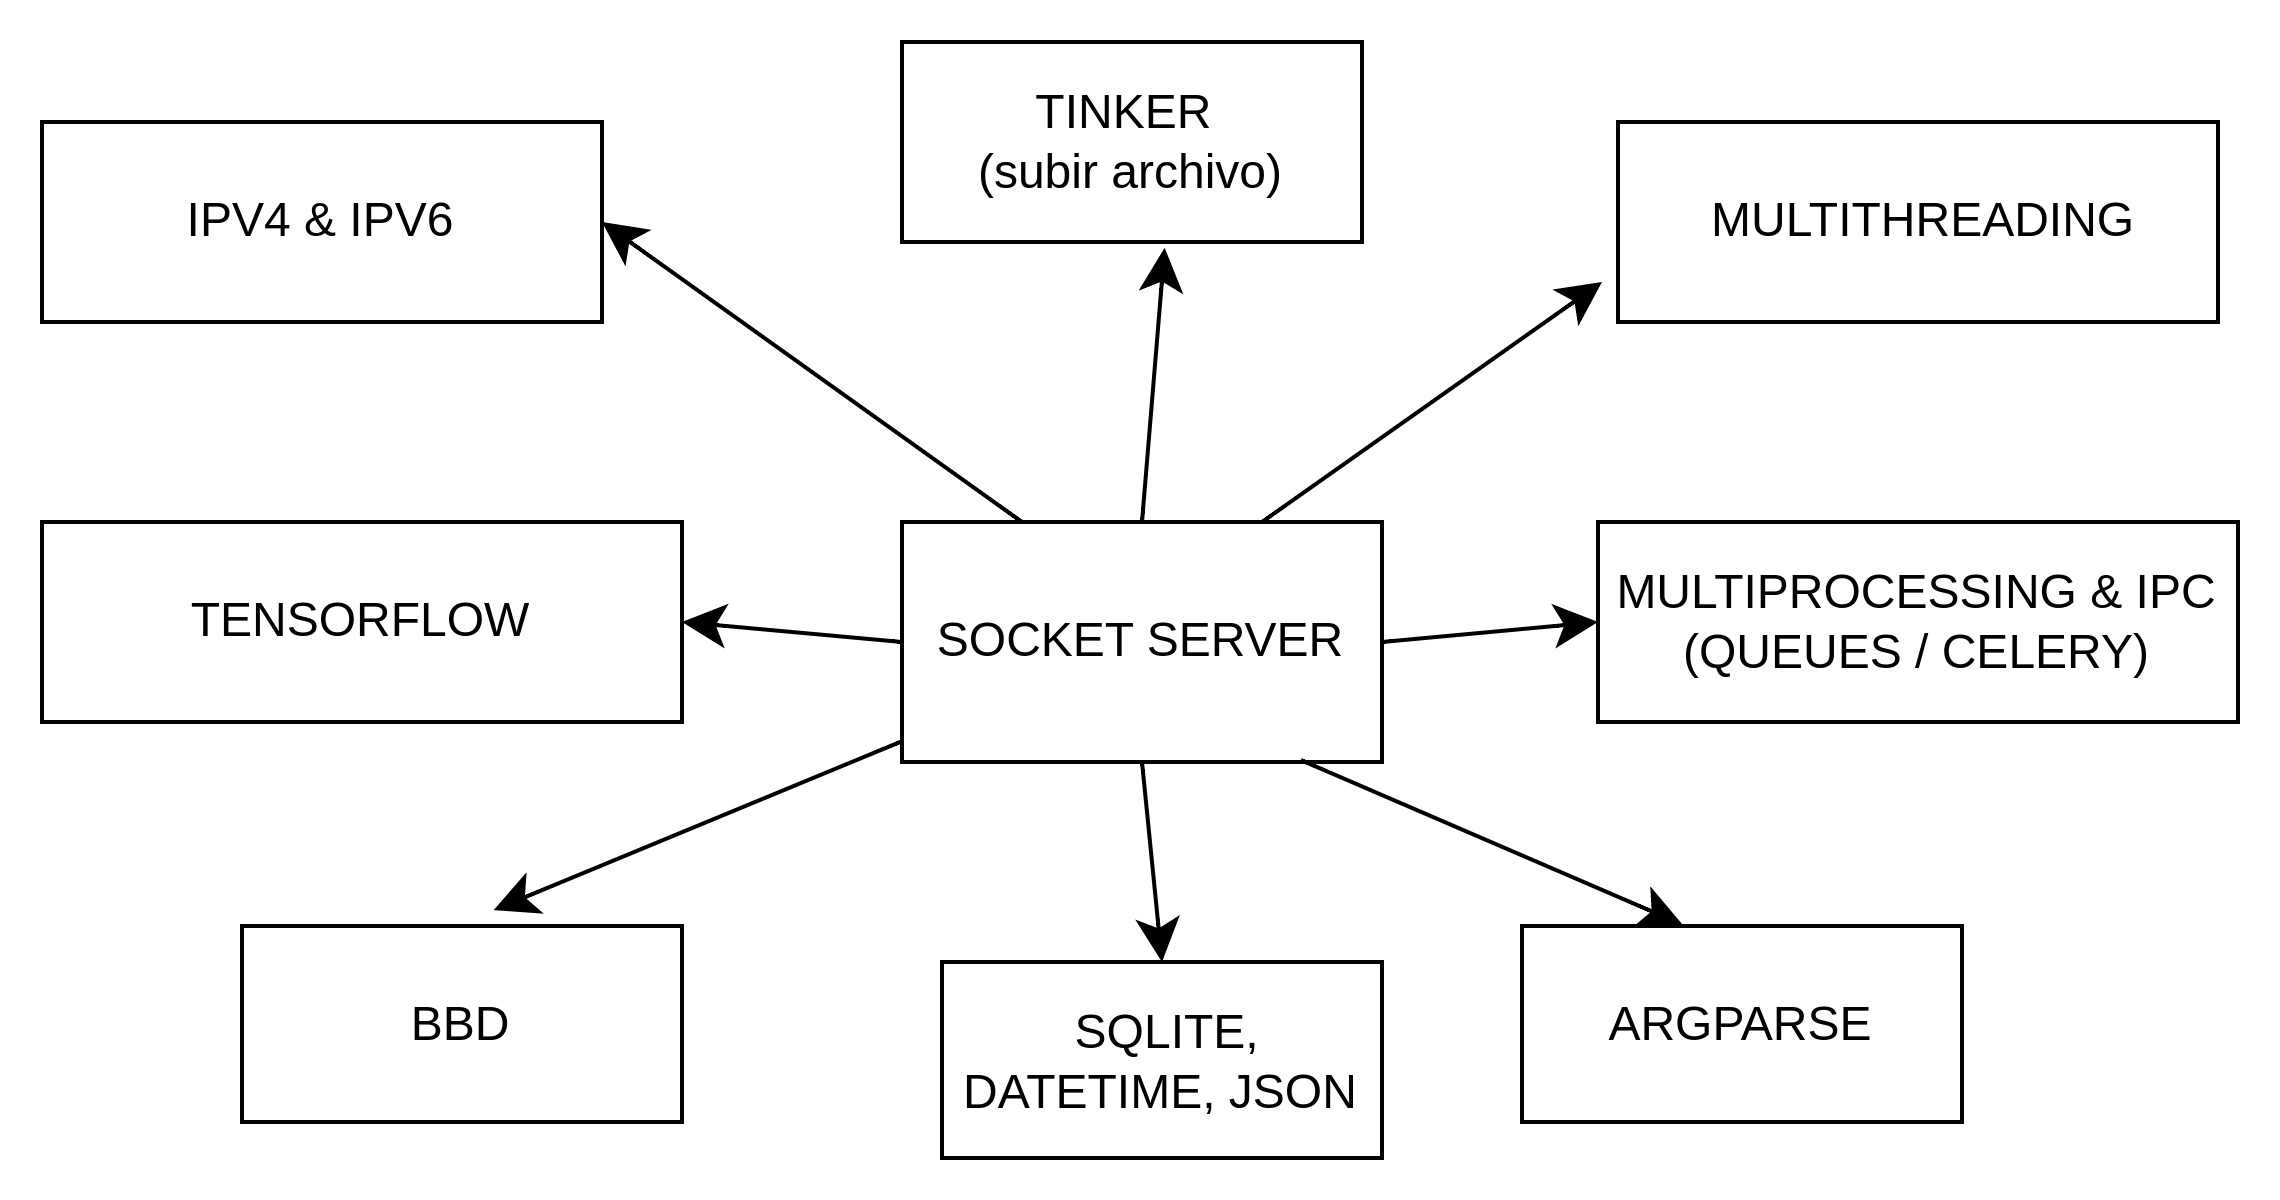 TINKER
(subir archivo)
IPV4 & IPV6
MULTITHREADING
TENSORFLOW
SOCKET SERVER
MULTIPROCESSING & IPC
(QUEUES / CELERY)
BBD
SQLITE,
DATETIME, JSON
ARGPARSE